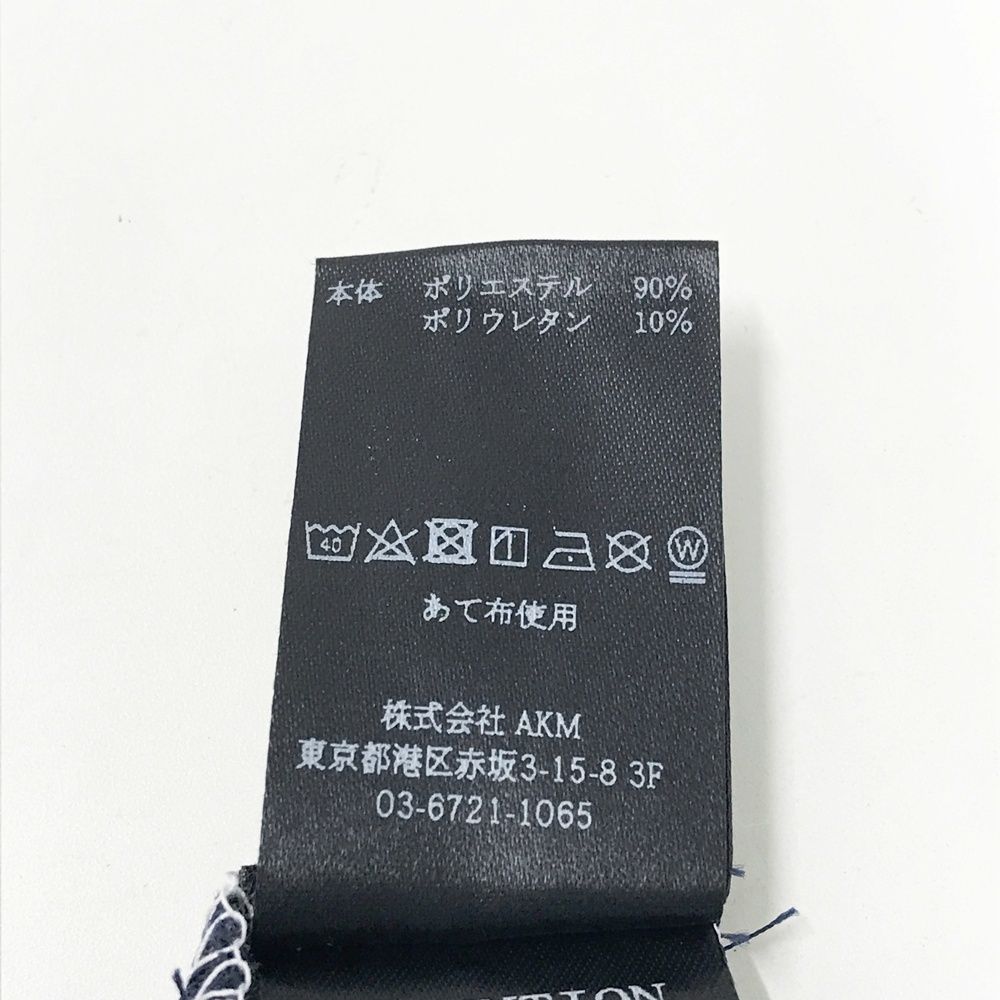 本体 ポリエステル 90%
ポリウレタン 10%
40 W
あて布使用
株式会社 AKM
東京都港区赤坂3-15-8 3F
03-6721-1065